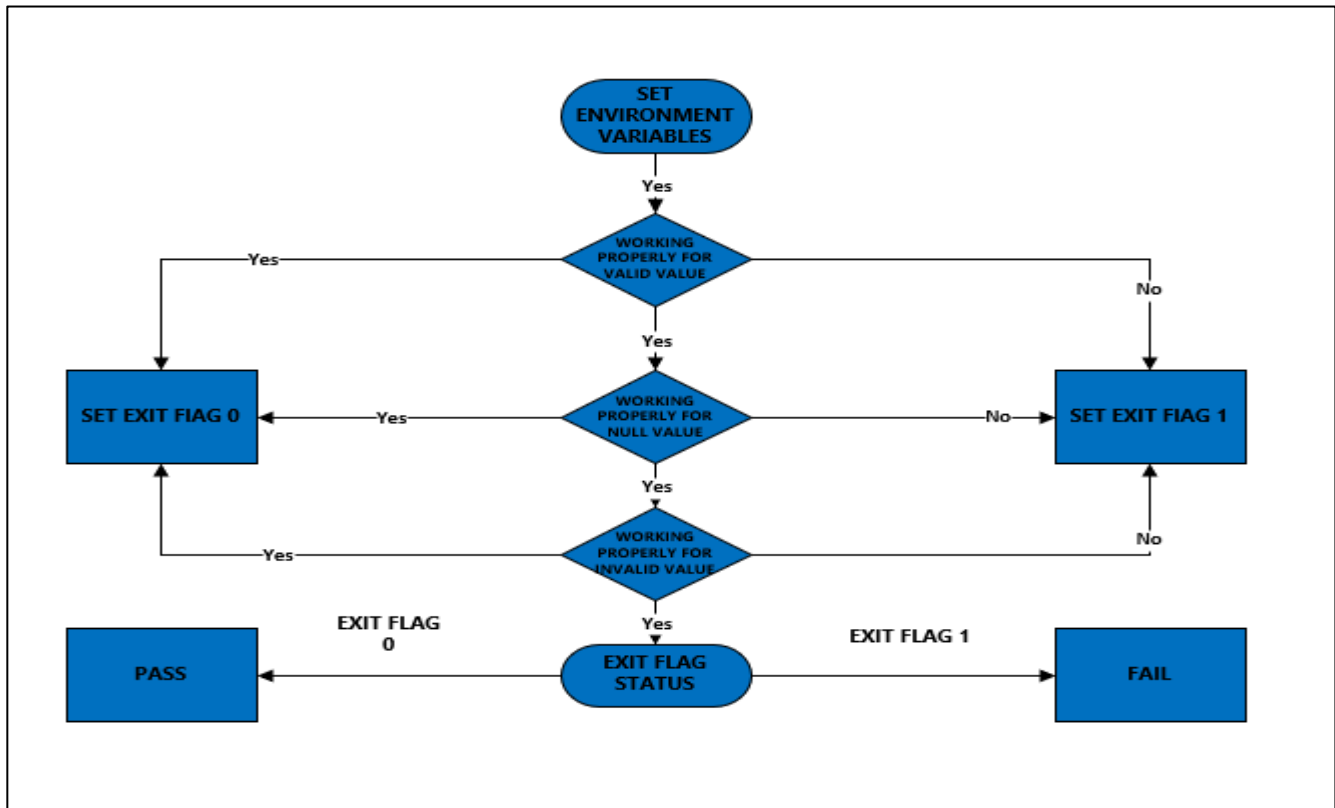 SET
ENVIRONMENT
VARIABLES
Yes
WORKING
PROPERLY FOR
VALID VALUE
Yes
No
Yes
SET EXIT FIAG 0
Yes
WORKING
PROPERLY FOR
NULL VALUE
No
SET EXIT FIAG 1
Yes
WORKING
PROPERLY FOR
INVALID VALUE
Yes
No
Yes
EXIT FLAG
0
EXIT FLAG 1
PASS
EXIT FLAG
STATUS
FAIL